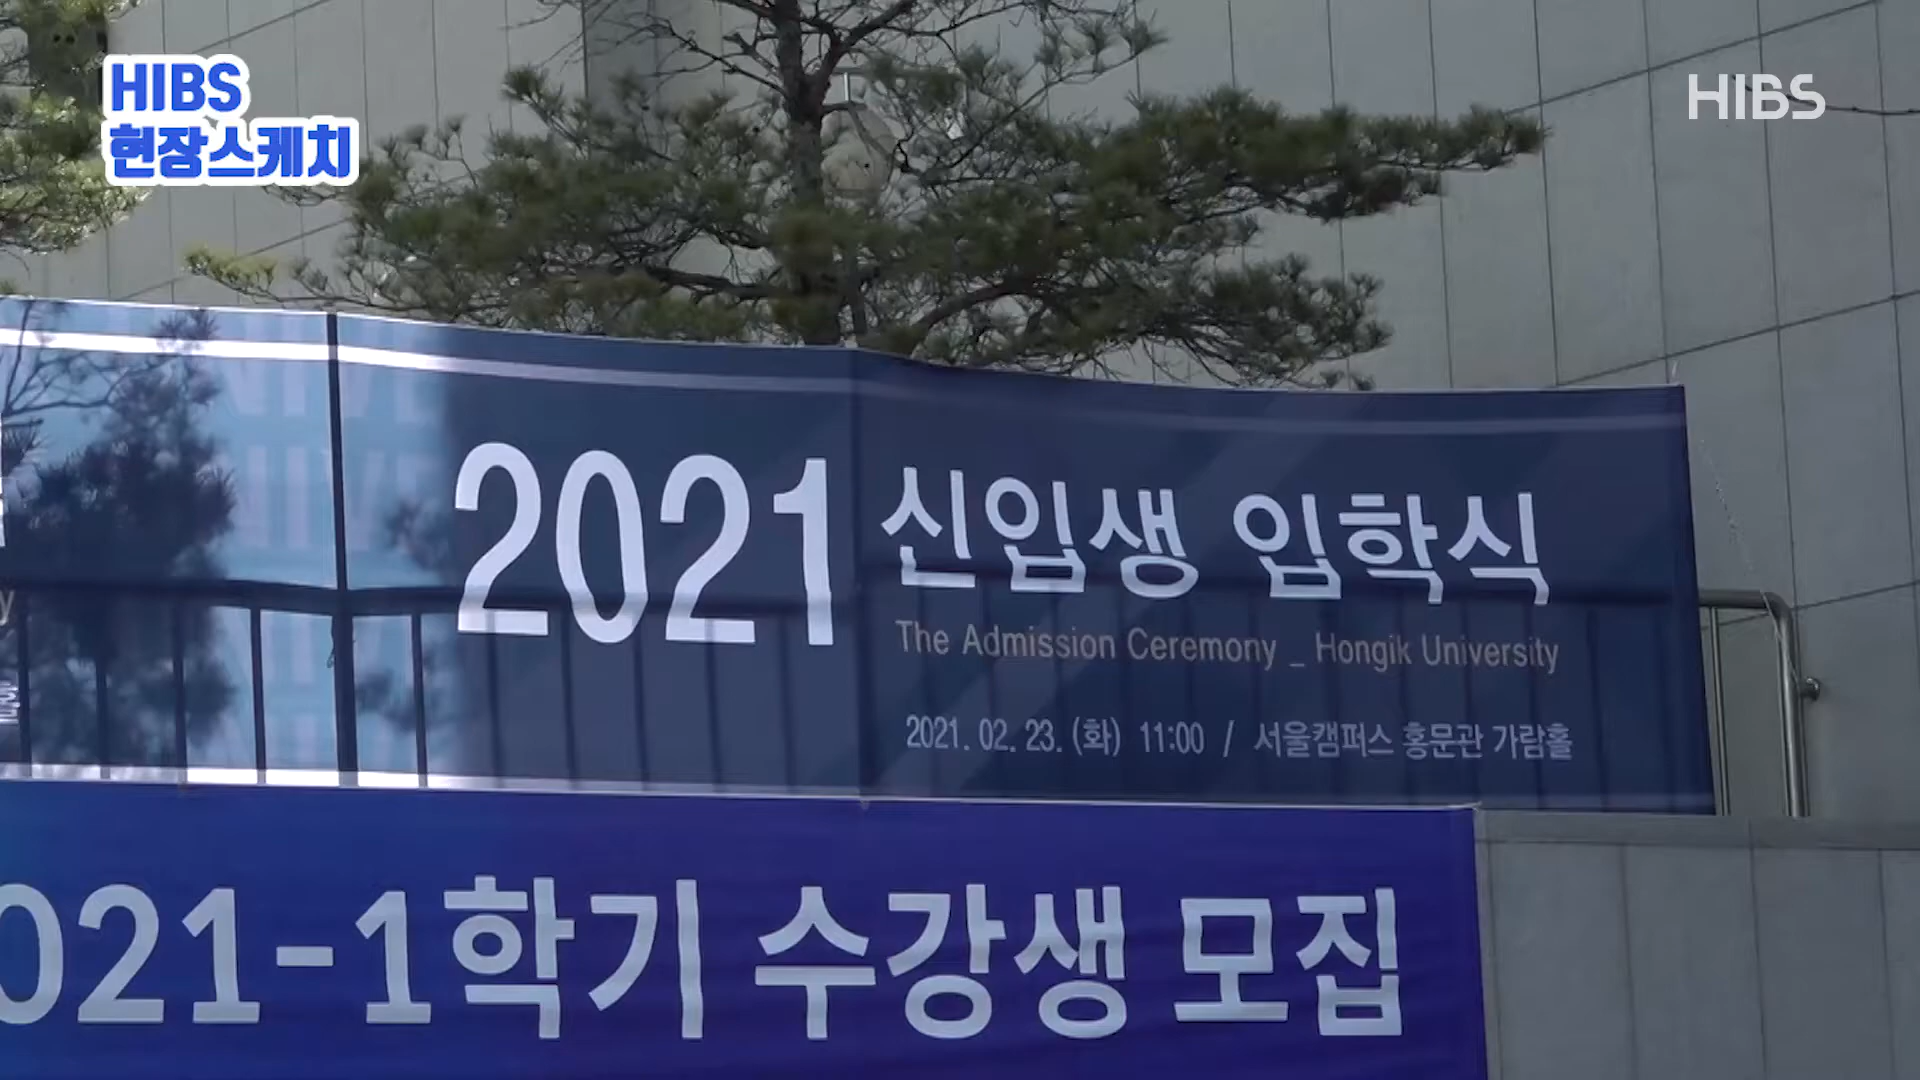 HIBS
현장스케치
HIBS
2021 신입생 입학식
The Admission Ceremony _ Hongik University
2021. 02. 23. (화) 11:00 / 서울캠퍼스 홍문관 가람홀
021-1학기 수강생 모집